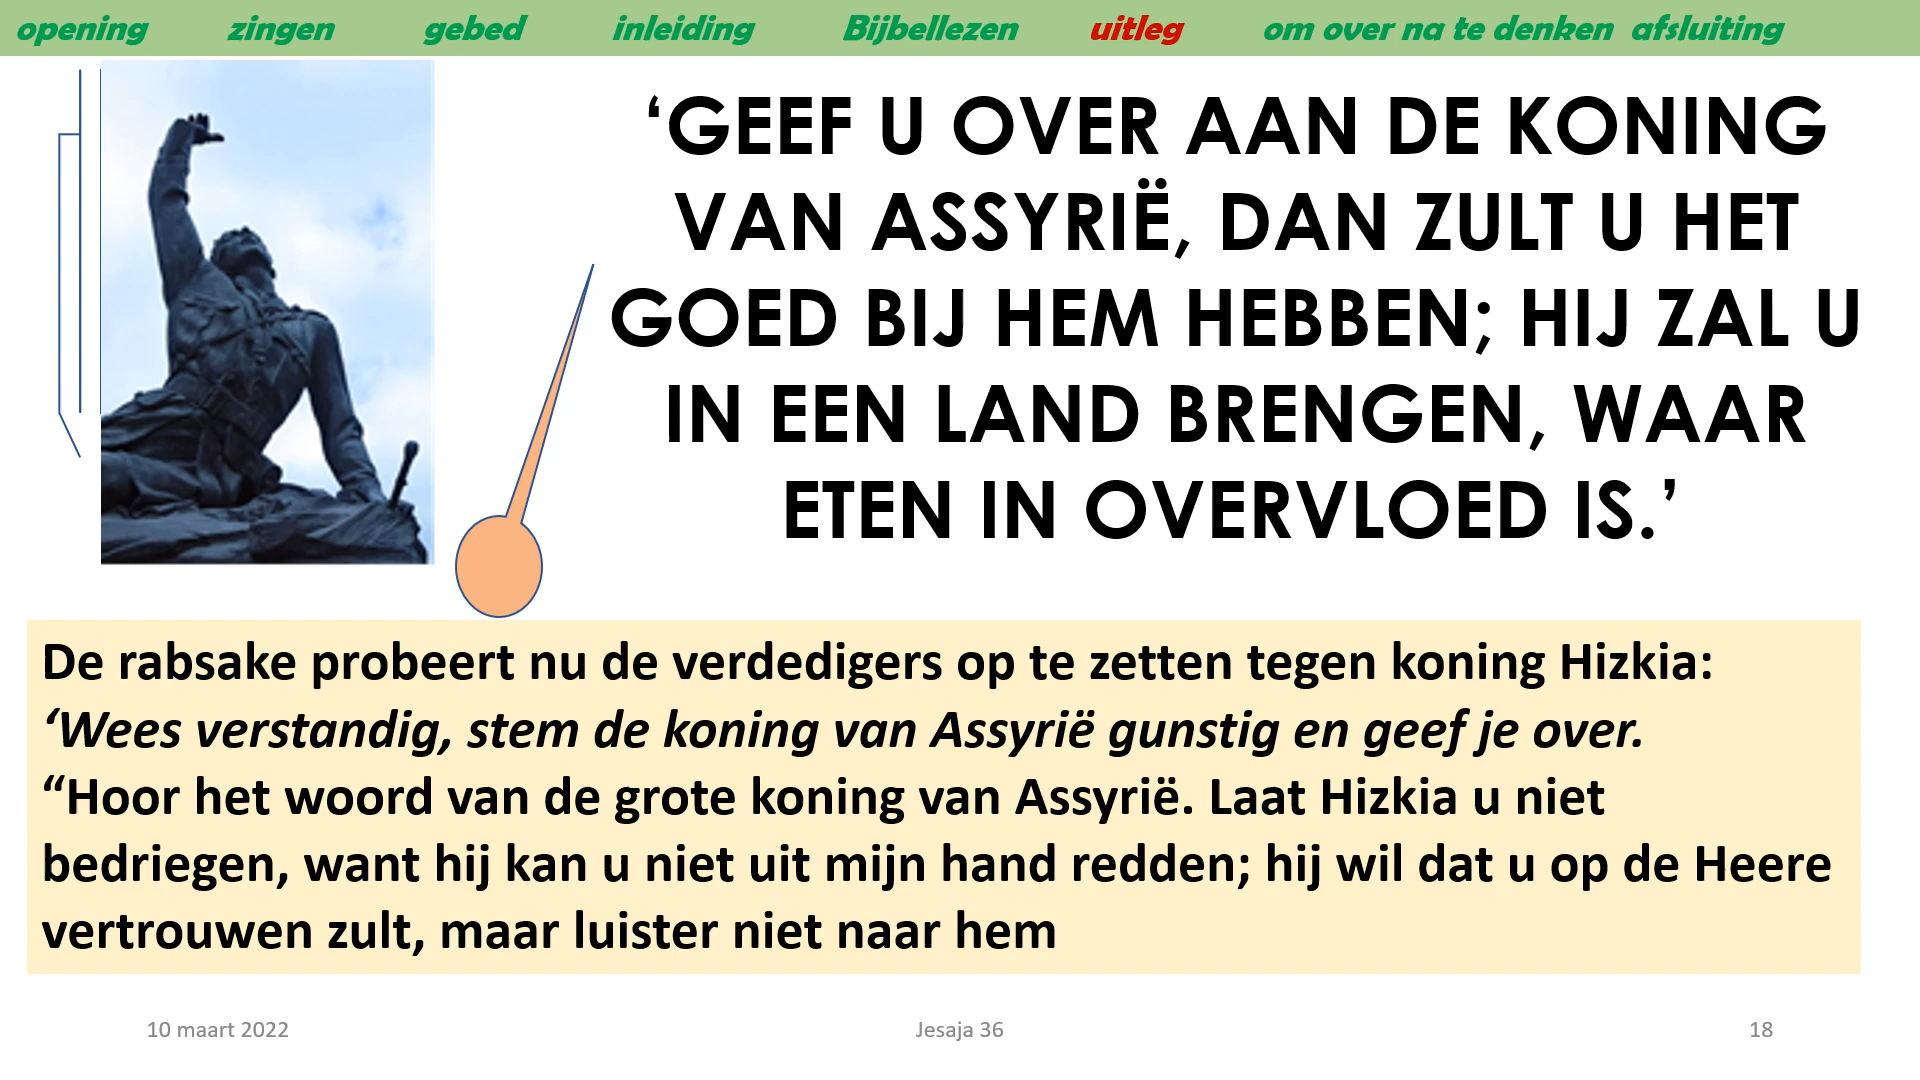 opening zingen gebed inleiding Bijbellezen uitleg om over na te denken afsluiting
‘GEEF U OVER AAN DE KONING
VAN ASSYRIË, DAN ZULT U HET
GOED BIJ HEM HEBBEN; HIJ ZAL U
IN EEN LAND BRENGEN, WAAR
ETEN IN OVERVLOED IS.’
De rabsake probeert nu de verdedigers op te zetten tegen koning Hizkia:
‘Wees verstandig, stem de koning van Assyrië gunstig en geef je over.
“Hoor het woord van de grote koning van Assyrië. Laat Hizkia u niet
bedriegen, want hij kan u niet uit mijn hand redden; hij wil dat u op de Heere
vertrouwen zult, maar luister niet naar hem
10 maart 2022 Jesaja 36 18